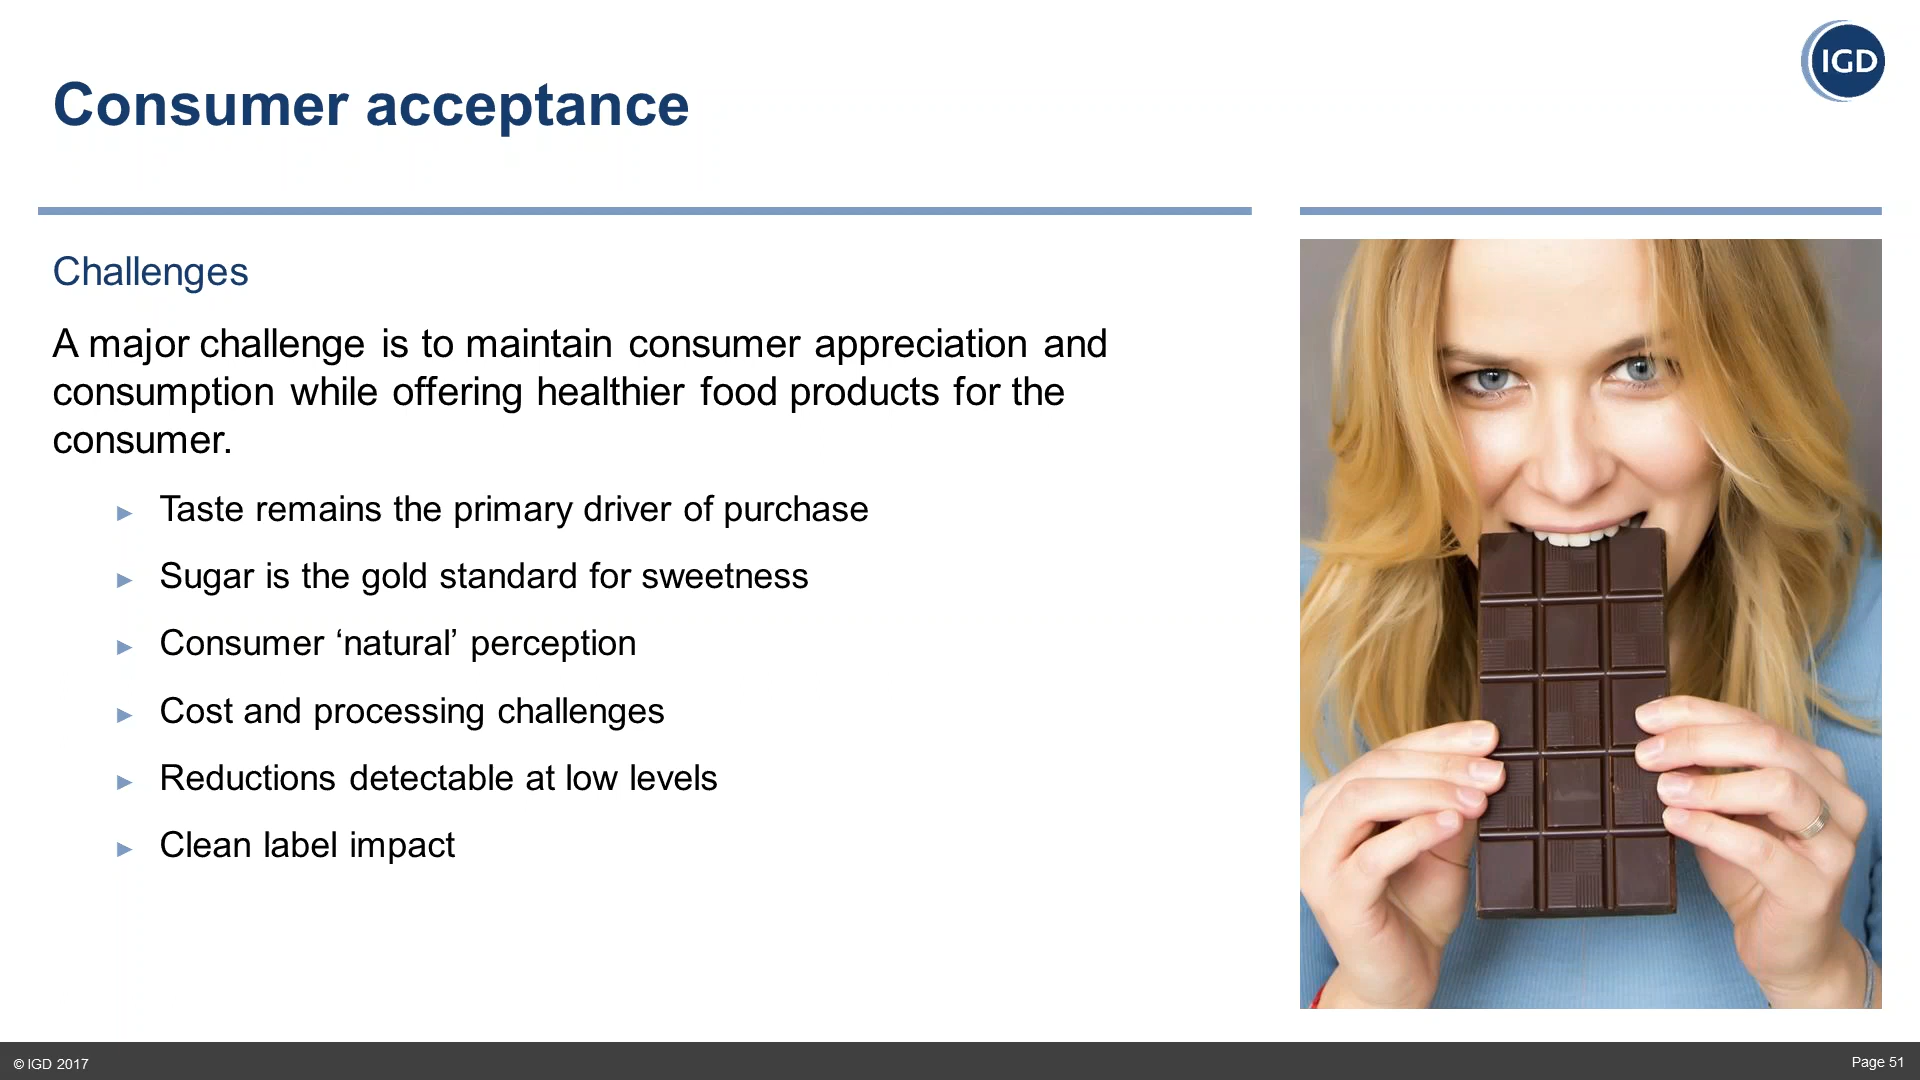 IGD
Consumer acceptance
Challenges
A major challenge is to maintain consumer appreciation and
consumption while offering healthier food products for the
consumer.
► Taste remains the primary driver of purchase
► Sugar is the gold standard for sweetness
► Consumer ‘natural’ perception
► Cost and processing challenges
► Reductions detectable at low levels
► Clean label impact
© IGD 2017
Page 51